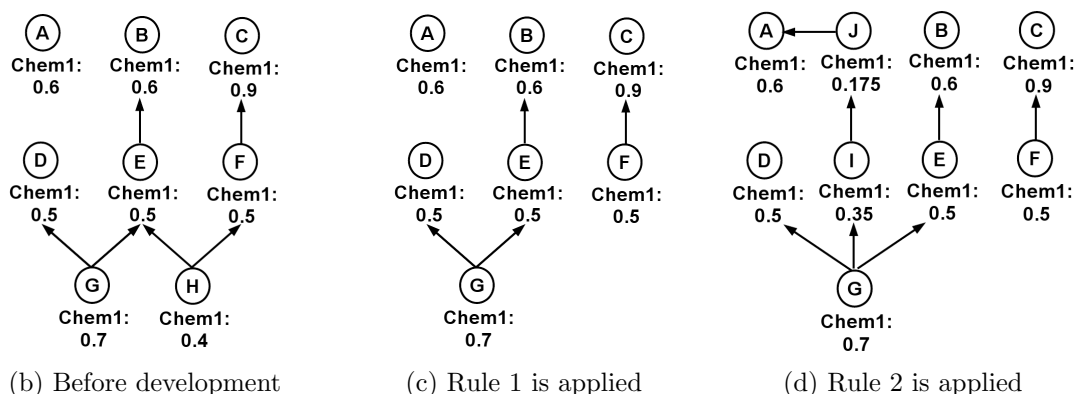 A B C
Chem1: Chem1: Chem1:
0.6 0.6 0.9
D E F
Chem1: Chem1: Chem1:
0.5 0.5 0.5
G H
Chem1: Chem1:
0.7 0.4
(b) Before development
A B C
Chem1: Chem1: Chem1:
0.6 0.6 0.9
D E F
Chem1: Chem1: Chem1:
0.5 0.5 0.5
G
Chem1:
0.7
(c) Rule 1 is applied
A J B C
Chem1: Chem1: Chem1: Chem1:
0.6 0.175 0.6 0.9
D I E F
Chem1: Chem1: Chem1: Chem1:
0.5 0.35 0.5 0.5
G
Chem1:
0.7
(d) Rule 2 is applied